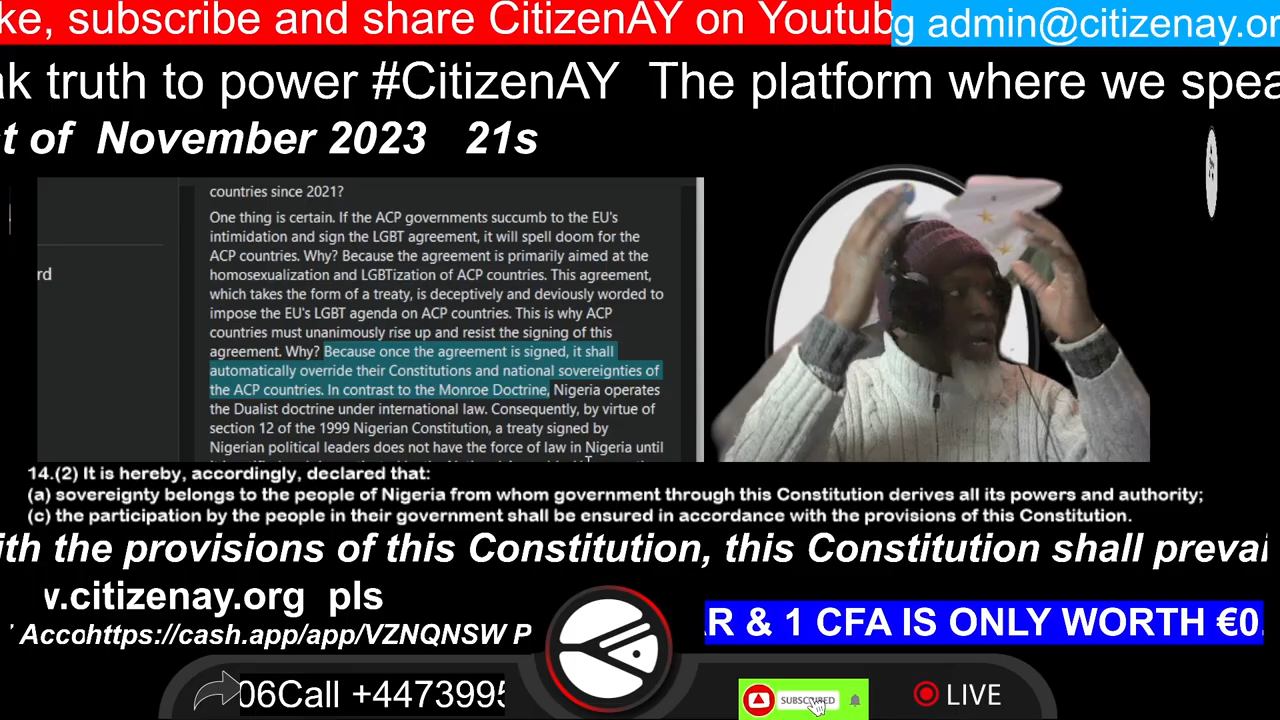 ke, subscribe and share CitizenAY on Youtub
g admin@citizenay.or
ak truth to power #CitizenAY The platform where we spea
t of November 2023 21s
countries since 2021?
One thing is certain. If the ACP governments succumb to the EU's
intimidation and sign the LGBT agreement, it will spell doom for the
ACP countries. Why? Because the agreement is primarily aimed at the
homosexualization and LGBTization of ACP countries. This agreement,
which takes the form of a treaty, is deceptively and deviously worded to
impose the EU's LGBT agenda on ACP countries. This is why ACP
countries must unanimously rise up and resist the signing of this
agreement. Why? Because once the agreement is signed, it shall
automatically override their Constitutions and national sovereignties of
the ACP countries. In contrast to the Monroe Doctrine, Nigeria operates
the Dualist doctrine under international law. Consequently, by virtue of
section 12 of the 1999 Nigerian Constitution, a treaty signed by
Nigerian political leaders does not have the force of law in Nigeria until
rd
14.(2) It is hereby, accordingly, declared that:
(a) sovereignty belongs to the people of Nigeria from whom government through this Constitution derives all its powers and authority;
(c) the participation by the people in their government shall be ensured in accordance with the provisions of this Constitution.
ith the provisions of this Constitution, this Constitution shall prevai
w.citizenay.org pls
' Accohttps://cash.app/app/VZNQNSW P
R & 1 CFA IS ONLY WORTH €0.
06Call +4473995
SUBSCRIBED
LIVE